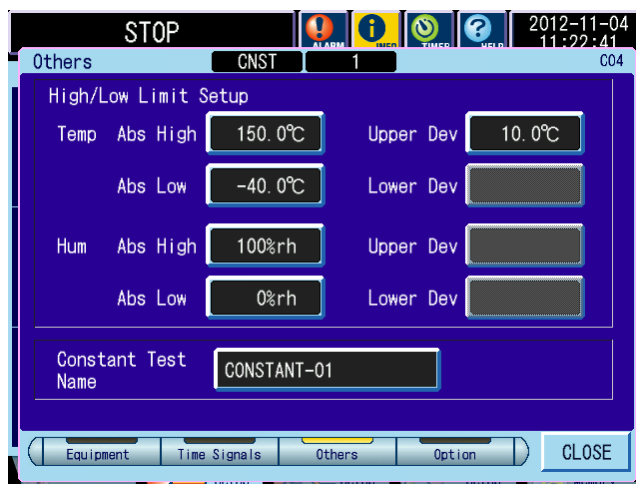 STOP
ALARM
INFO
TIMER
HELP
2012-11-04
11:22:41
Others CNST 1 C04
High/Low Limit Setup
Temp Abs High 150.0℃ Upper Dev 10.0℃
Abs Low -40.0℃ Lower Dev
Hum Abs High 100%rh Upper Dev
Abs Low 0%rh Lower Dev
Constant Test
Name
CONSTANT-01
Equipment Time Signals Others Option CLOSE